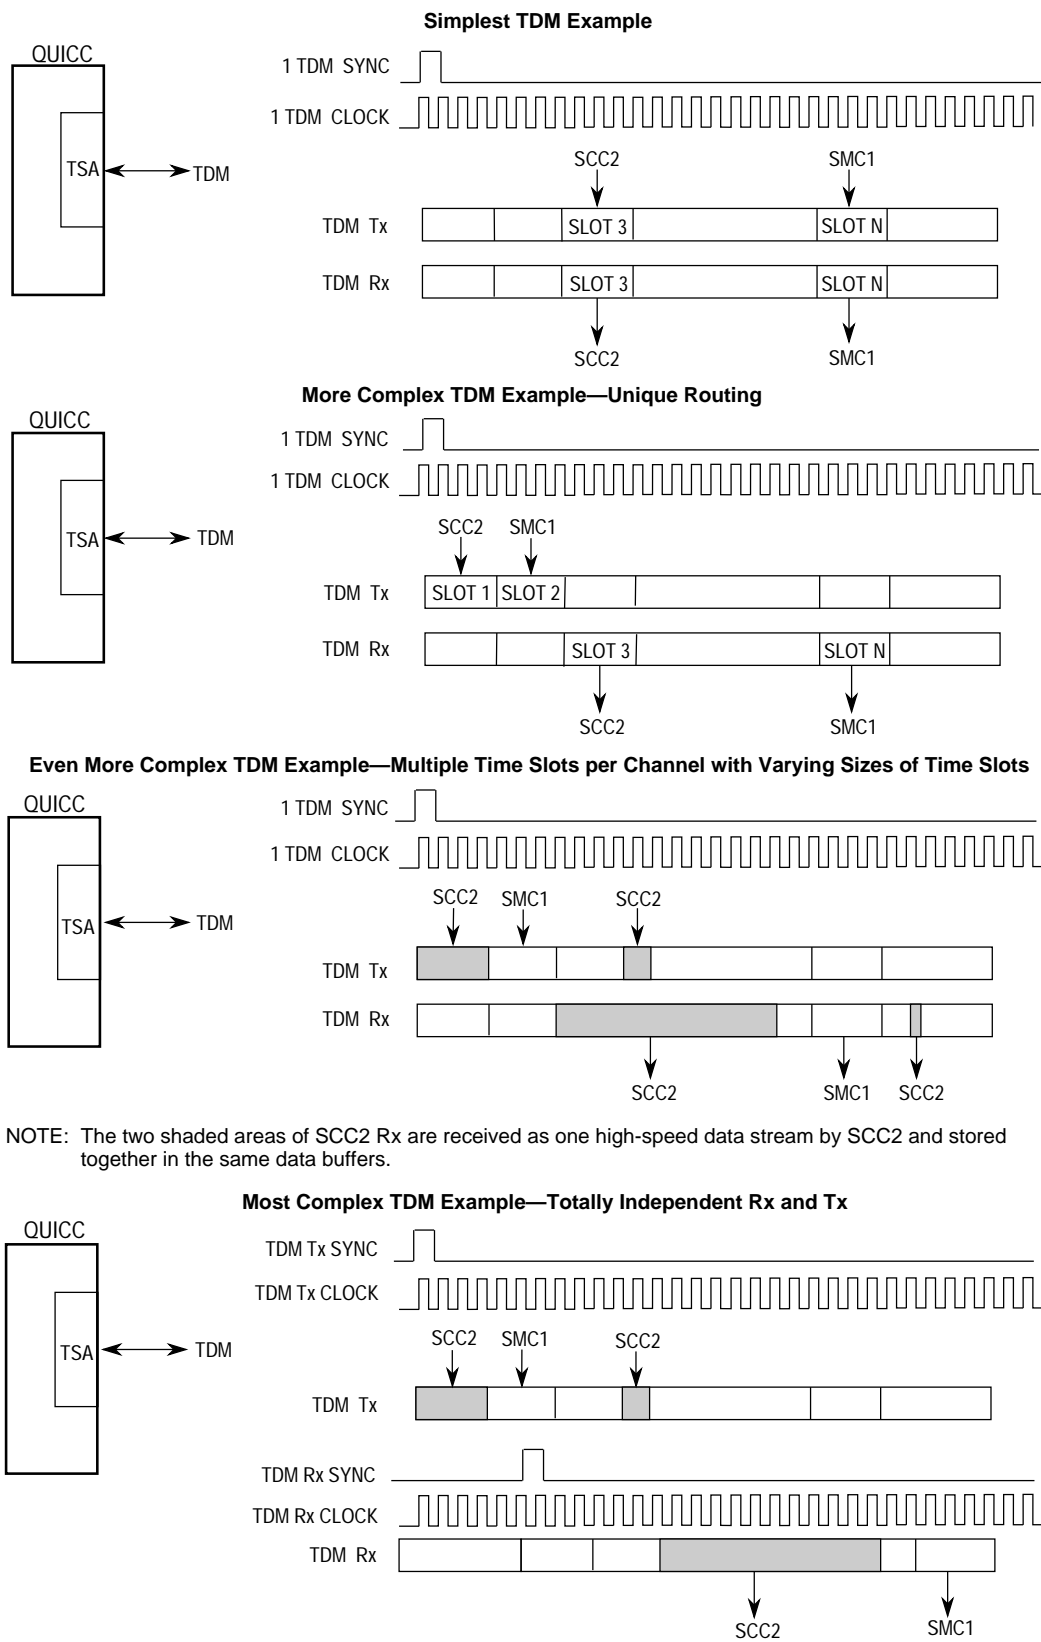 Simplest TDM Example
QUICC
1 TDM SYNC
1 TDM CLOCK
TSA
TDM
SCC2 SMC1
TDM Tx SLOT 3 SLOT N
TDM Rx SLOT 3 SLOT N
SCC2 SMC1
More Complex TDM Example—Unique Routing
QUICC
1 TDM SYNC
1 TDM CLOCK
TSA
TDM
SCC2 SMC1
TDM Tx SLOT 1 SLOT 2
TDM Rx SLOT 3 SLOT N
SCC2 SMC1
Even More Complex TDM Example—Multiple Time Slots per Channel with Varying Sizes of Time Slots
QUICC
1 TDM SYNC
1 TDM CLOCK
TSA
TDM
SCC2 SMC1 SCC2
TDM Tx
TDM Rx
SCC2 SMC1 SCC2
NOTE: The two shaded areas of SCC2 Rx are received as one high-speed data stream by SCC2 and stored
together in the same data buffers.
Most Complex TDM Example—Totally Independent Rx and Tx
QUICC
TDM Tx SYNC
TDM Tx CLOCK
TSA
TDM
SCC2 SMC1 SCC2
TDM Tx
TDM Rx SYNC
TDM Rx CLOCK
TDM Rx
SCC2 SMC1